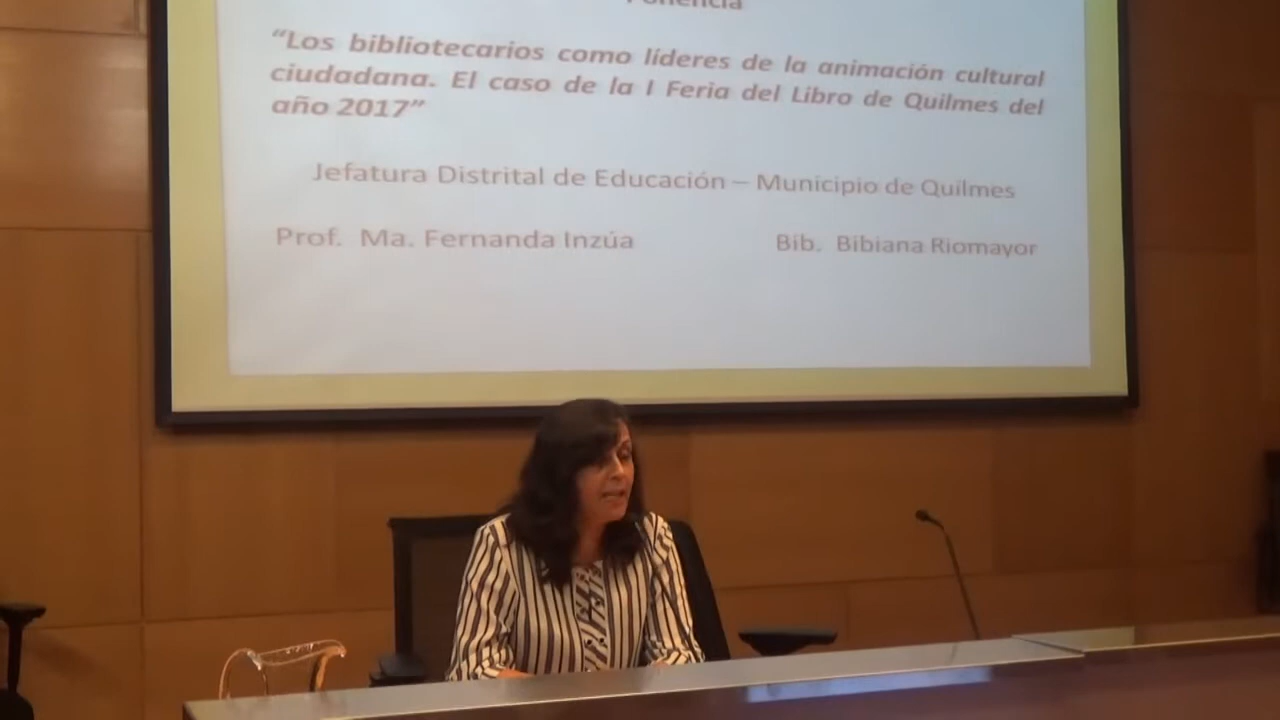 Ponencia
“Los bibliotecarios como líderes de la animación cultural
ciudadana. El caso de la I Feria del Libro de Quilmes del
año 2017”
Jefatura Distrital de Educación – Municipio de Quilmes
Prof. Ma. Fernanda Inzúa Bib. Bibiana Riomayor